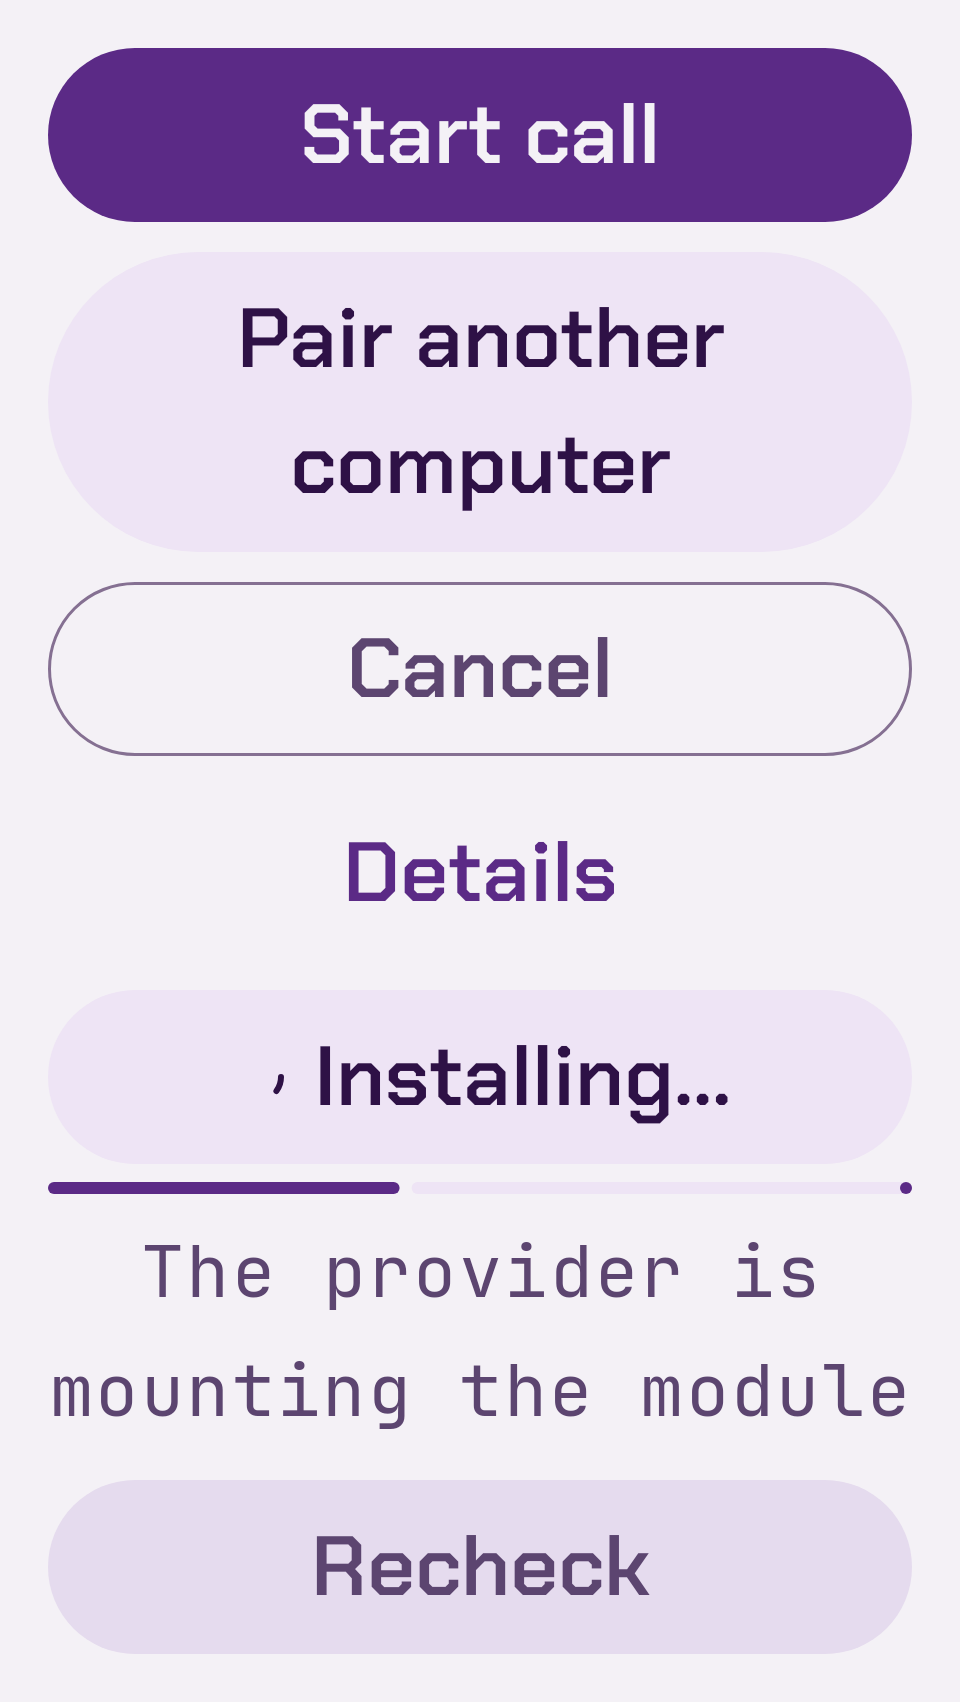 Start call
Pair another
computer
Cancel
Details
Installing...
The provider is
mounting the module
Recheck